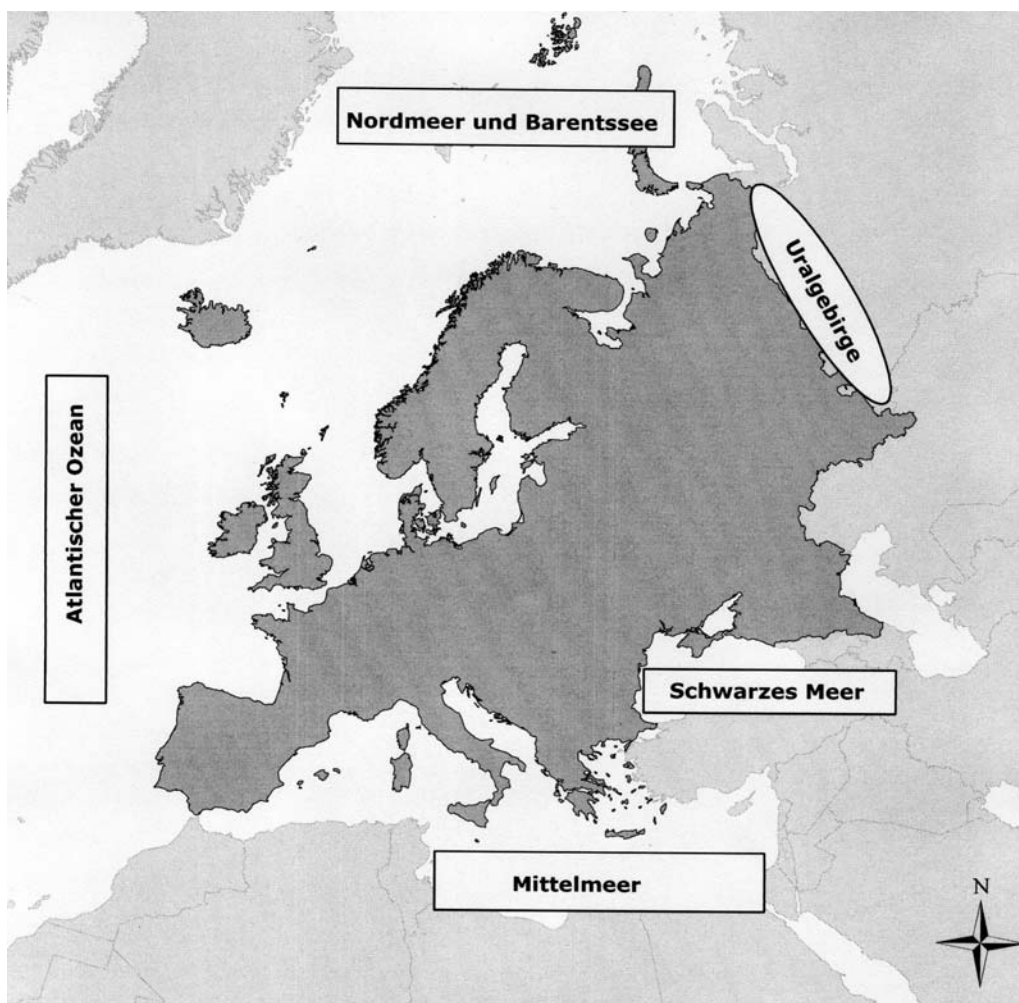 Nordmeer und Barentssee
Uralgebirge
Atlantischer Ozean
Schwarzes Meer
Mittelmeer
N